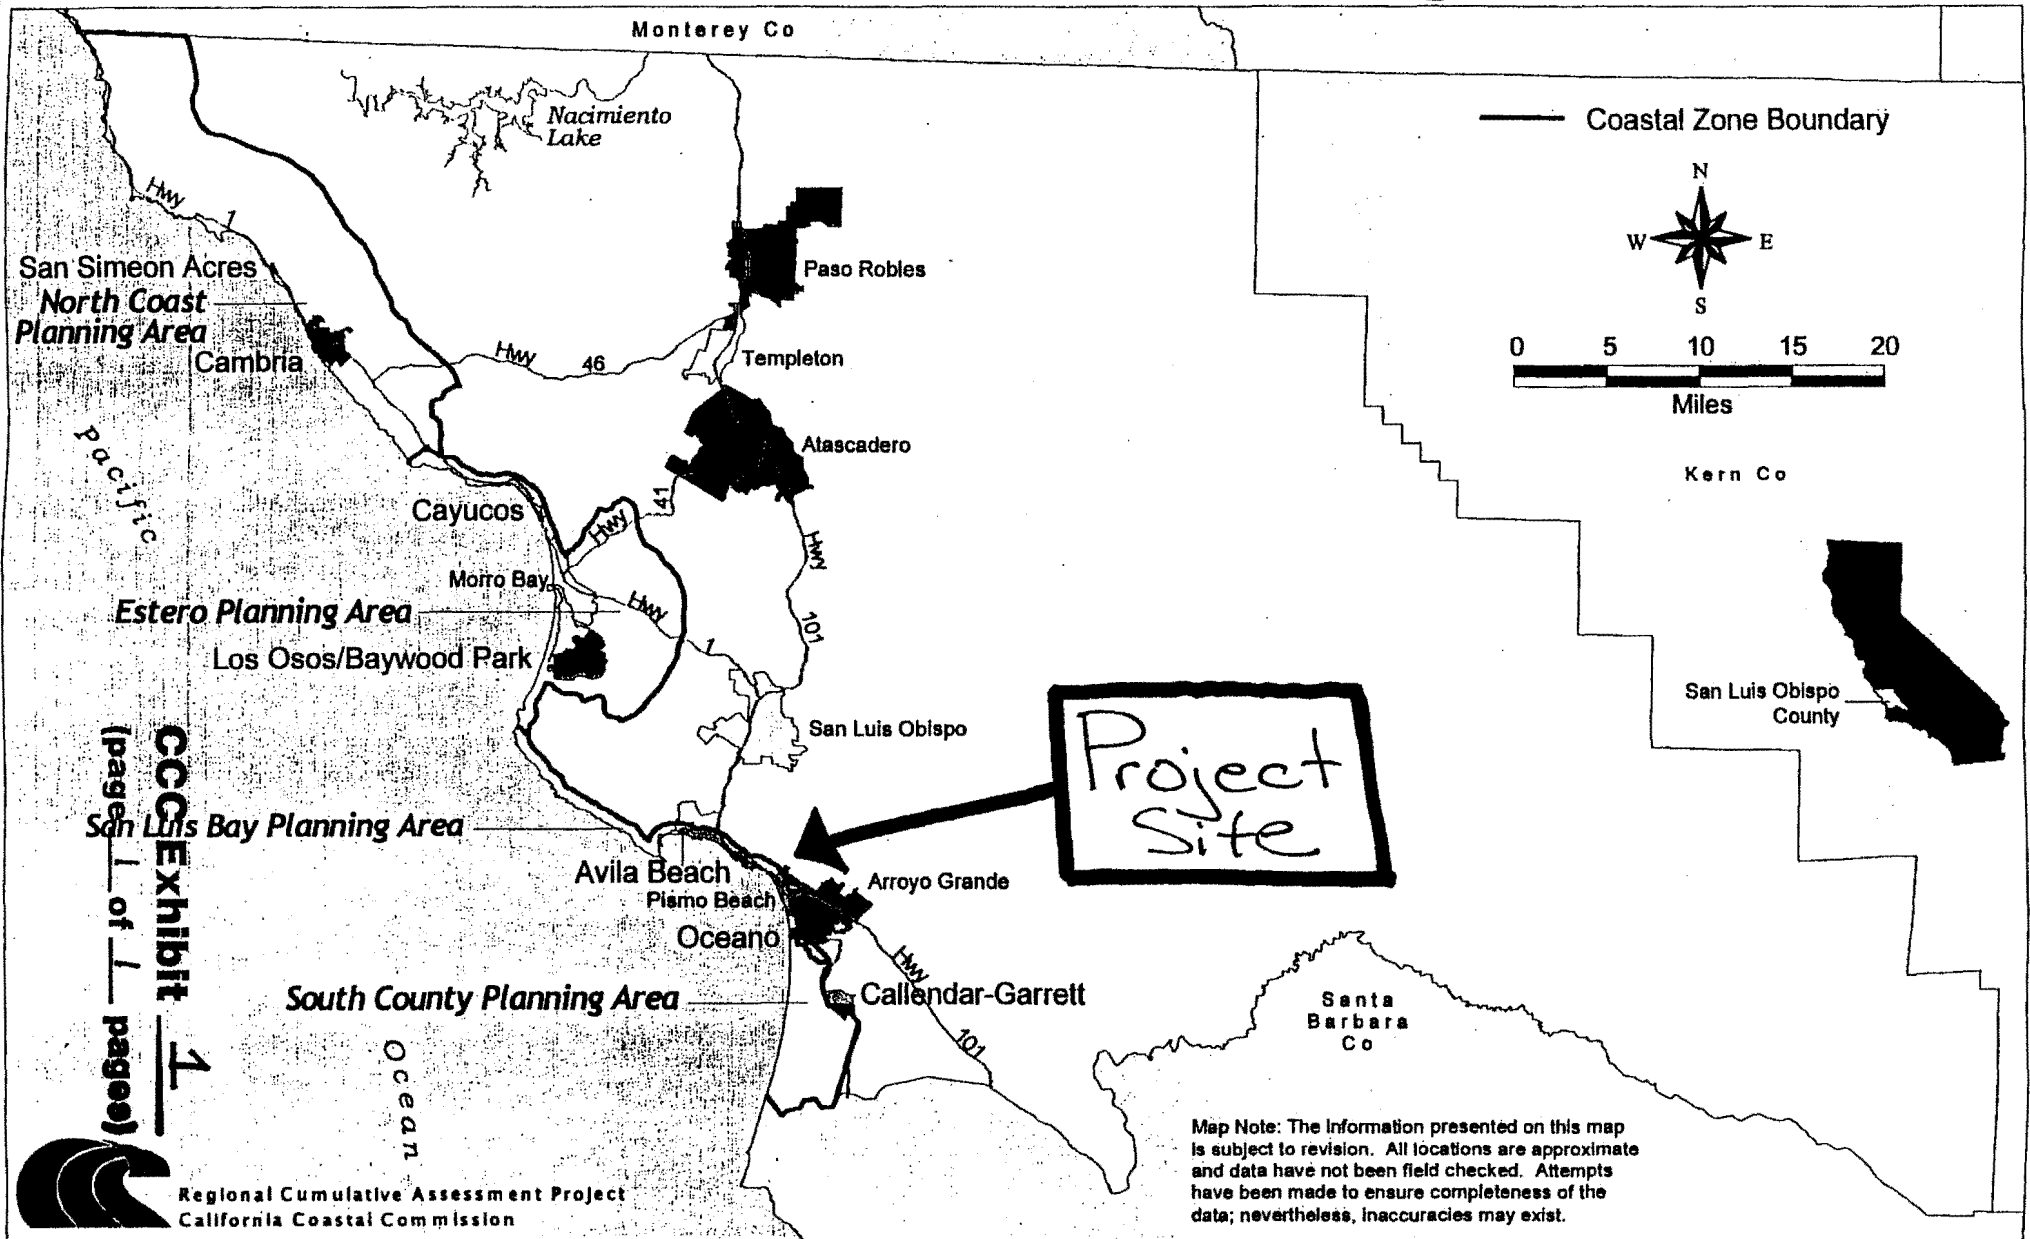 Monterey Co
Nacimiento
Lake
Coastal Zone Boundary
N
W E
S
0 5 10 15 20
Miles
Hwy 1
San Simeon Acres
North Coast
Planning Area
Cambria
Paso Robles
Hwy 46
Templeton
Atascadero
Pacific
Kern Co
Cayucos
Hwy 41
Hwy 101
Morro Bay
Estero Planning Area
Hwy 1
Los Osos/Baywood Park
San Luis Obispo
County
San Luis Obispo
Project
Site
San Luis Bay Planning Area
Avila Beach
Pismo Beach
Arroyo Grande
Oceano
Hwy 101
South County Planning Area
Callendar-Garrett
Santa
Barbara
Co
Ocean
CCC Exhibit 1
(page 1 of 1 pages)
Map Note: The information presented on this map
is subject to revision. All locations are approximate
and data have not been field checked. Attempts
have been made to ensure completeness of the
data; nevertheless, inaccuracies may exist.
Regional Cumulative Assessment Project
California Coastal Commission